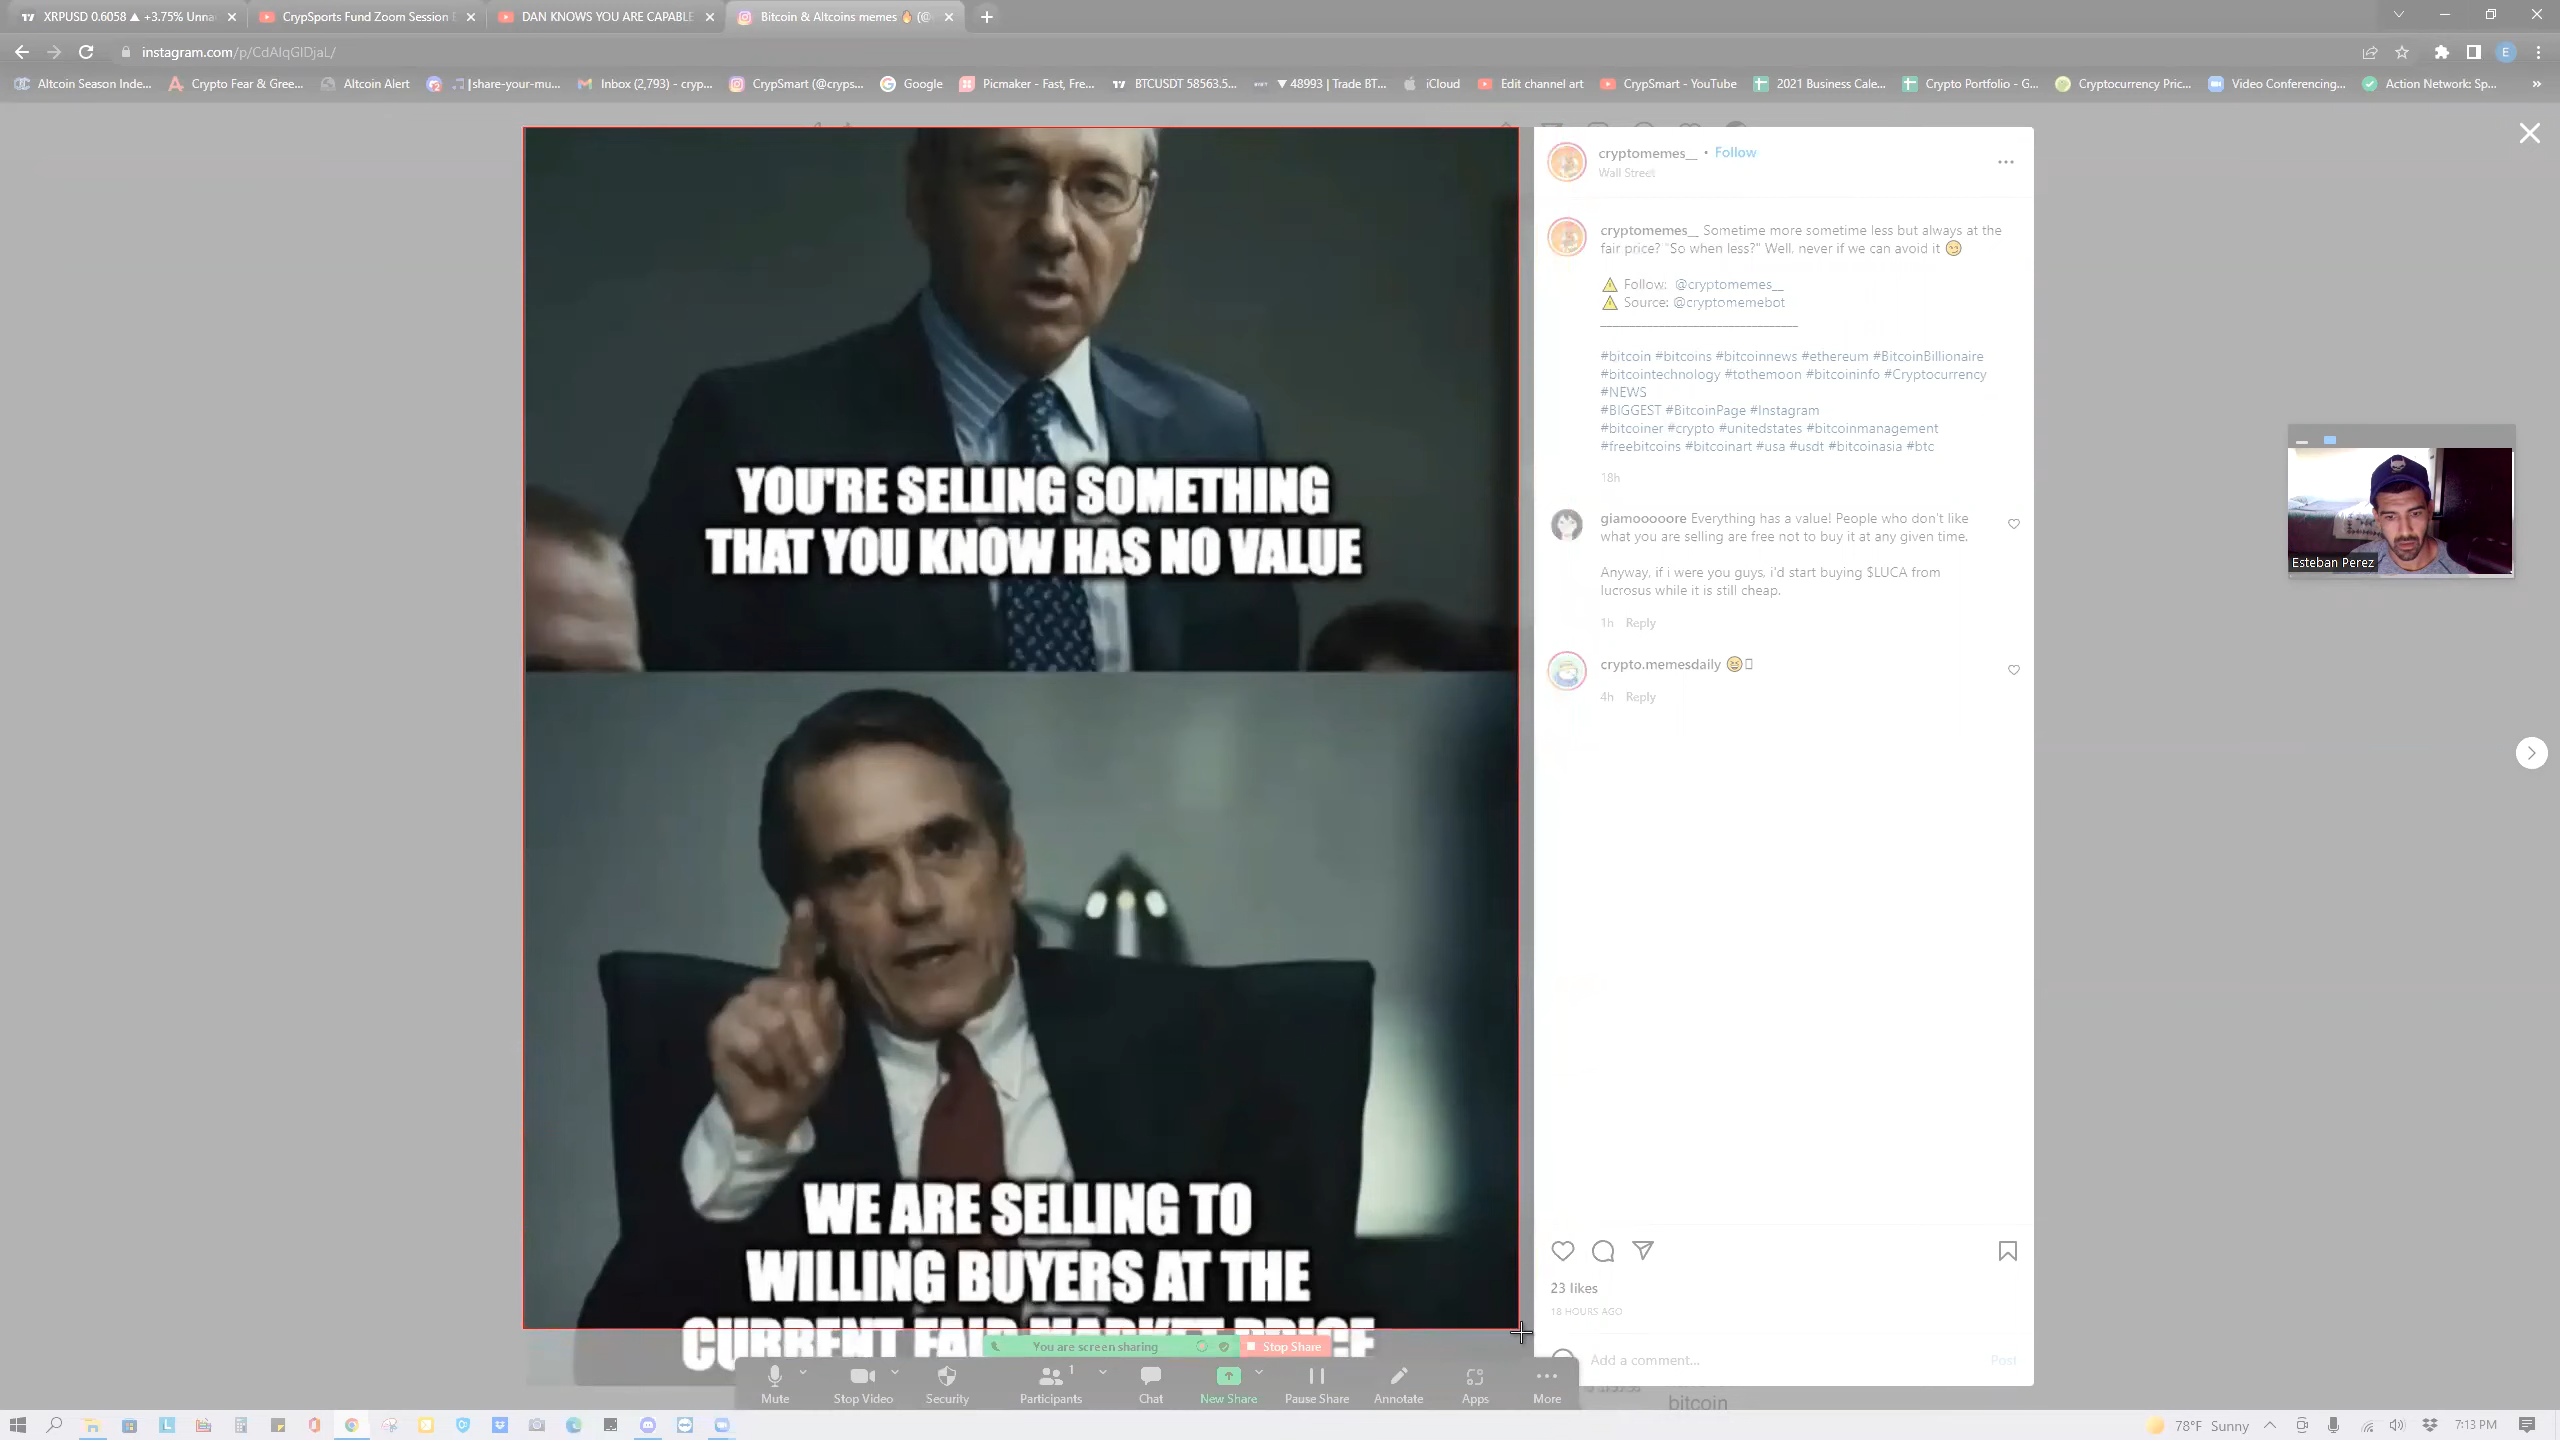 XRPUSD 0.6058 ▲ +3.75% Unna
CrypSports Fund Zoom Session E
DAN KNOWS YOU ARE CAPABLE
Bitcoin & Altcoins memes 🔥 (@
instagram.com/p/CdAlqGlDjaL/
Altcoin Season Inde...
Crypto Fear & Gree...
Altcoin Alert
|share-your-mu...
Inbox (2,793) - cryp...
CrypSmart (@cryps...
Google
Picmaker - Fast, Fre...
BTCUSDT 58563.5...
▼ 48993 | Trade BT...
iCloud
Edit channel art
CrypSmart - YouTube
2021 Business Cale...
Crypto Portfolio - G...
Cryptocurrency Pric...
Video Conferencing...
Action Network: Sp...
YOU'RE SELLING SOMETHING
THAT YOU KNOW HAS NO VALUE
WE ARE SELLING TO
WILLING BUYERS AT THE
CURRENT FAIR MARKET PRICE
cryptomemes__ • Follow
Wall Street
cryptomemes__ Sometime more sometime less but always at the
fair price? "So when less?" Well. never if we can avoid it 😏
⚠ Follow: @cryptomemes__
⚠ Source: @cryptomemebot
#bitcoin #bitcoins #bitcoinnews #ethereum #BitcoinBillionaire
#bitcointechnology #tothemoon #bitcoininfo #Cryptocurrency
#NEWS
#BIGGEST #BitcoinPage #Instagram
#bitcoiner #crypto #unitedstates #bitcoinmanagement
#freebitcoins #bitcoinart #usa #usdt #bitcoinasia #btc
18h
giamooooore Everything has a value! People who don't like
what you are selling are free not to buy it at any given time.
Anyway, if i were you guys, i'd start buying $LUCA from
lucrosus while it is still cheap.
1h Reply
crypto.memesdaily 😆
4h Reply
23 likes
18 HOURS AGO
Add a comment...
Post
Esteban Perez
You are screen sharing
Stop Share
Mute
Stop Video
Security
Participants
1
Chat
New Share
Pause Share
Annotate
Apps
More
bitcoin
78°F Sunny
7:13 PM